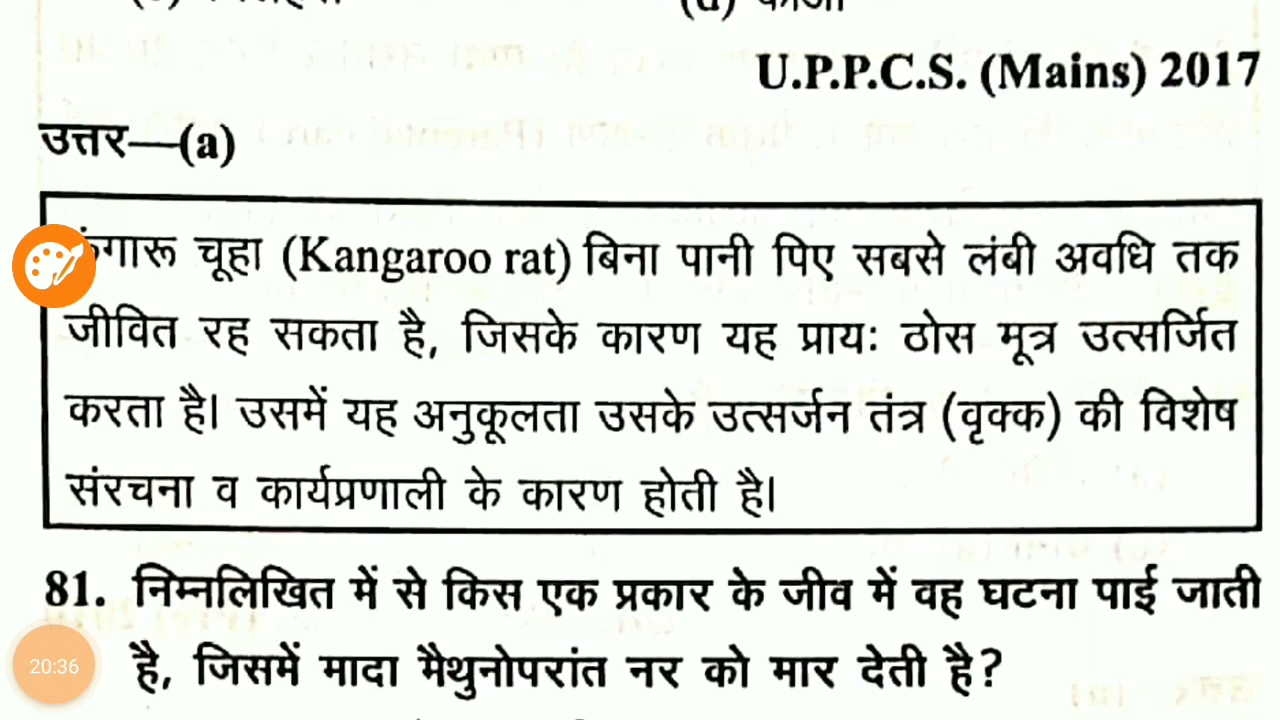 U.P.P.C.S. (Mains) 2017
उत्तर—(a)
चूहा (Kangaroo rat) बिना पानी पिए सबसे लंबी अवधि तक
जीवित रह सकता है, जिसके कारण यह प्रायः ठोस मूत्र उत्सर्जित
करता है। उसमें यह अनुकूलता उसके उत्सर्जन तंत्र (वृक्क) की विशेष
संरचना व कार्यप्रणाली के कारण होती है।
81. निम्नलिखित में से किस एक प्रकार के जीव में वह घटना पाई जाती
है, जिसमें मादा मैथुनोपरांत नर को मार देती है?
20:36